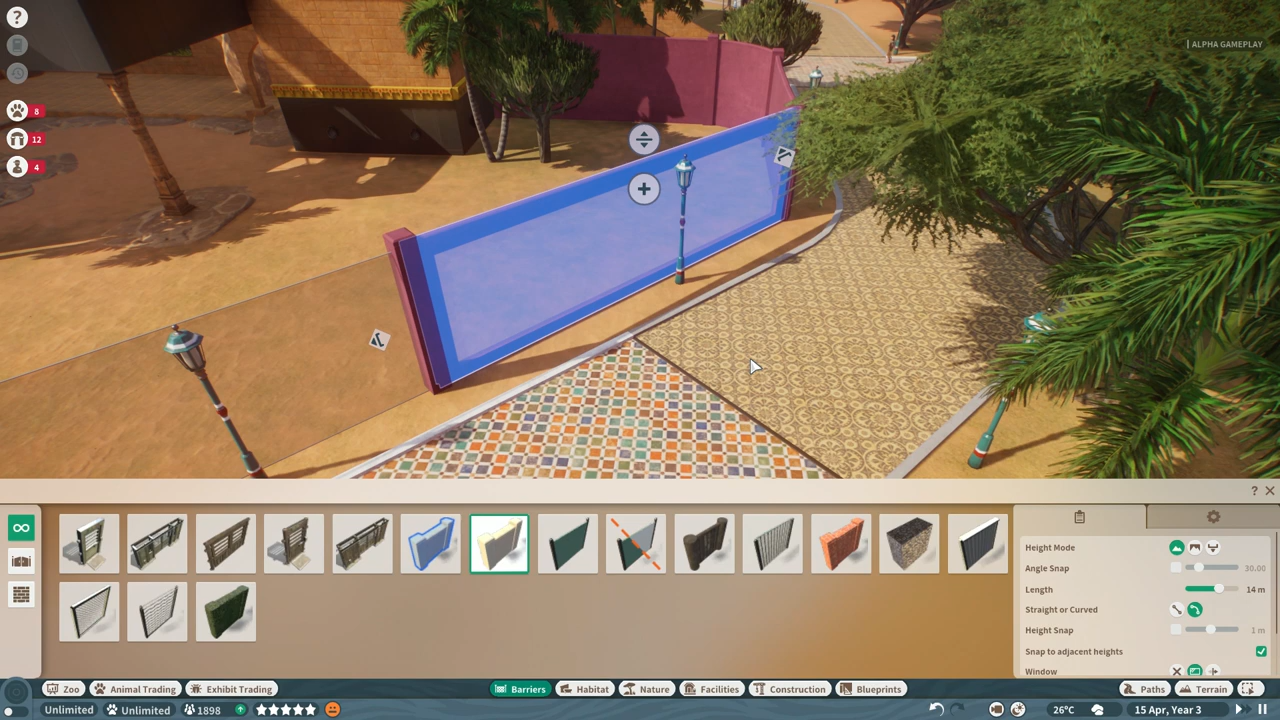 ?
ALPHA GAMEPLAY
8
12
4
? ×
Height Mode
Angle Snap 30.00
Length 14 m
Straight or Curved
Height Snap 1 m
Snap to adjacent heights
Window
Zoo Animal Trading Exhibit Trading Barriers Habitat Nature Facilities Construction Blueprints Paths Terrain
Unlimited Unlimited 1898 26°C 15 Apr, Year 3